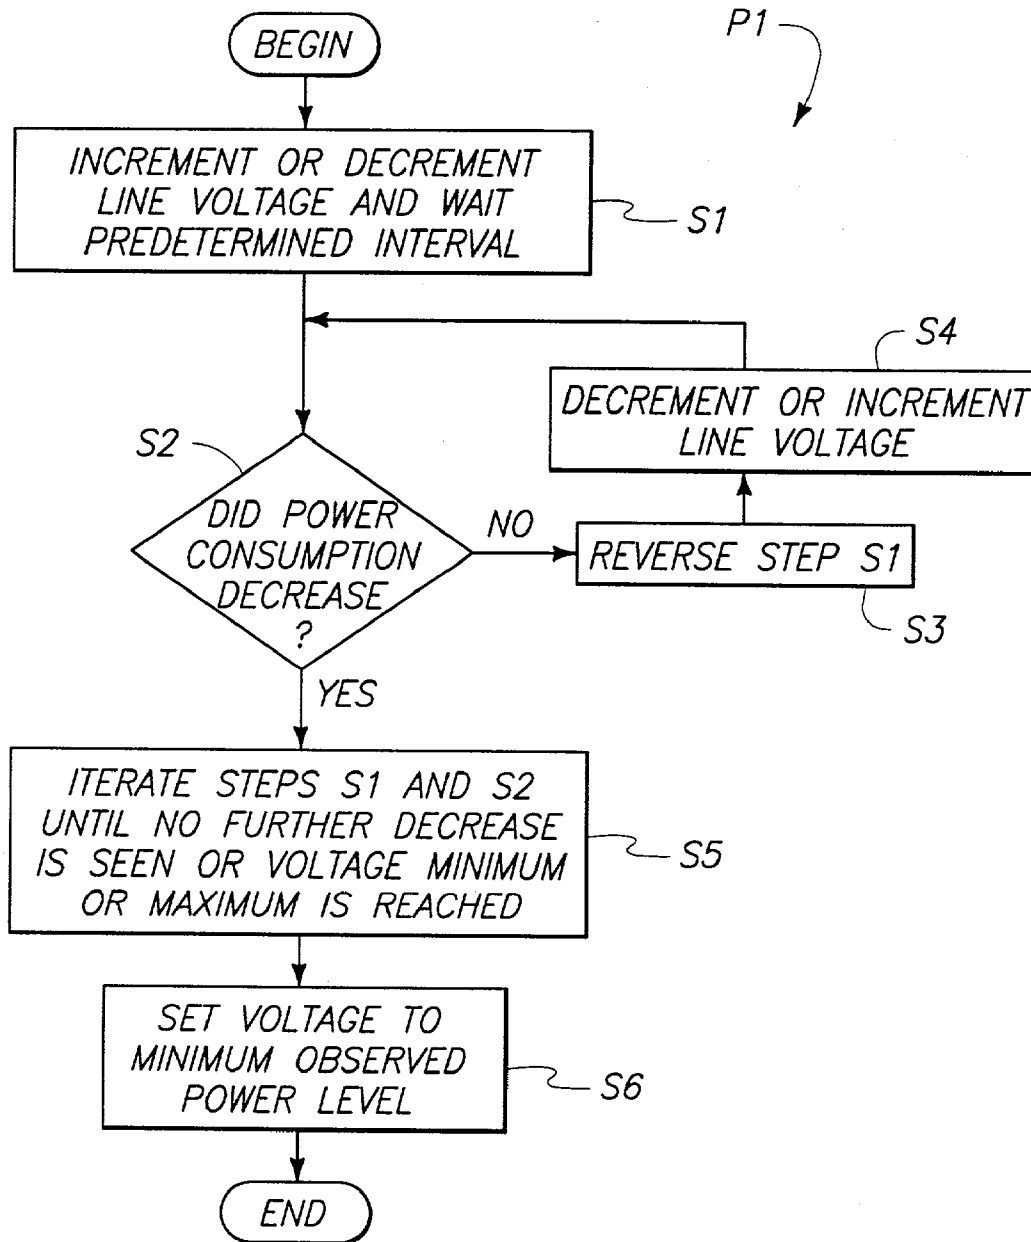 P1
BEGIN
INCREMENT OR DECREMENT
LINE VOLTAGE AND WAIT
PREDETERMINED INTERVAL
S1
S4
DECREMENT OR INCREMENT
LINE VOLTAGE
S2
DID POWER
CONSUMPTION
DECREASE
?
NO
REVERSE STEP S1
S3
YES
ITERATE STEPS S1 AND S2
UNTIL NO FURTHER DECREASE
IS SEEN OR VOLTAGE MINIMUM
OR MAXIMUM IS REACHED
S5
SET VOLTAGE TO
MINIMUM OBSERVED
POWER LEVEL
S6
END